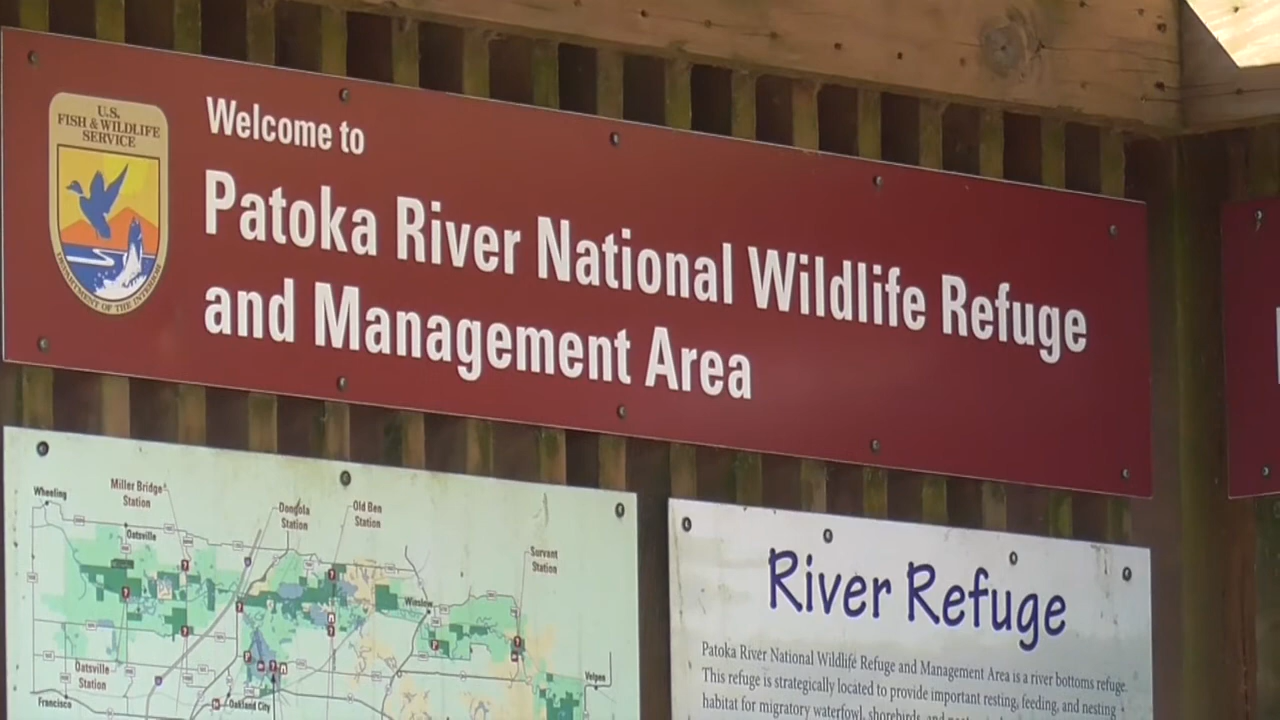 U.S.
FISH & WILDLIFE
SERVICE
DEPARTMENT OF THE INTERIOR
Welcome to
Patoka River National Wildlife Refuge
and Management Area
Wheeling
Miller Bridge
Station
Oatsville
Dongola
Station
Old Ben
Station
Survant
Station
Winslow
Oatsville
Station
Francisco
Oakland City
Velpen
River Refuge
Patoka River National Wildlife Refuge and Management Area is a river bottoms refuge.
This refuge is strategically located to provide important resting, feeding, and nesting
habitat for migratory waterfowl, shorebirds, and